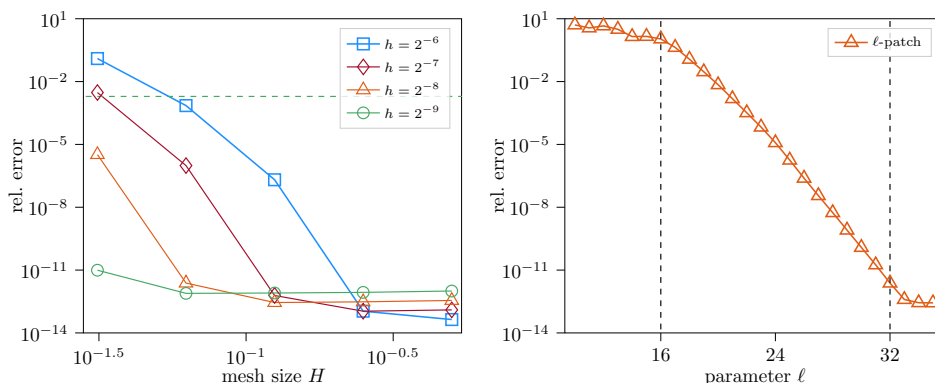 10^1
10^−2
10^−5
10^−8
10^−11
10^−14
rel. error
10^−1.5
10^−1
10^−0.5
mesh size H
h = 2^−6
h = 2^−7
h = 2^−8
h = 2^−9
10^1
10^−2
10^−5
10^−8
10^−11
10^−14
rel. error
16
24
32
parameter ℓ
ℓ-patch